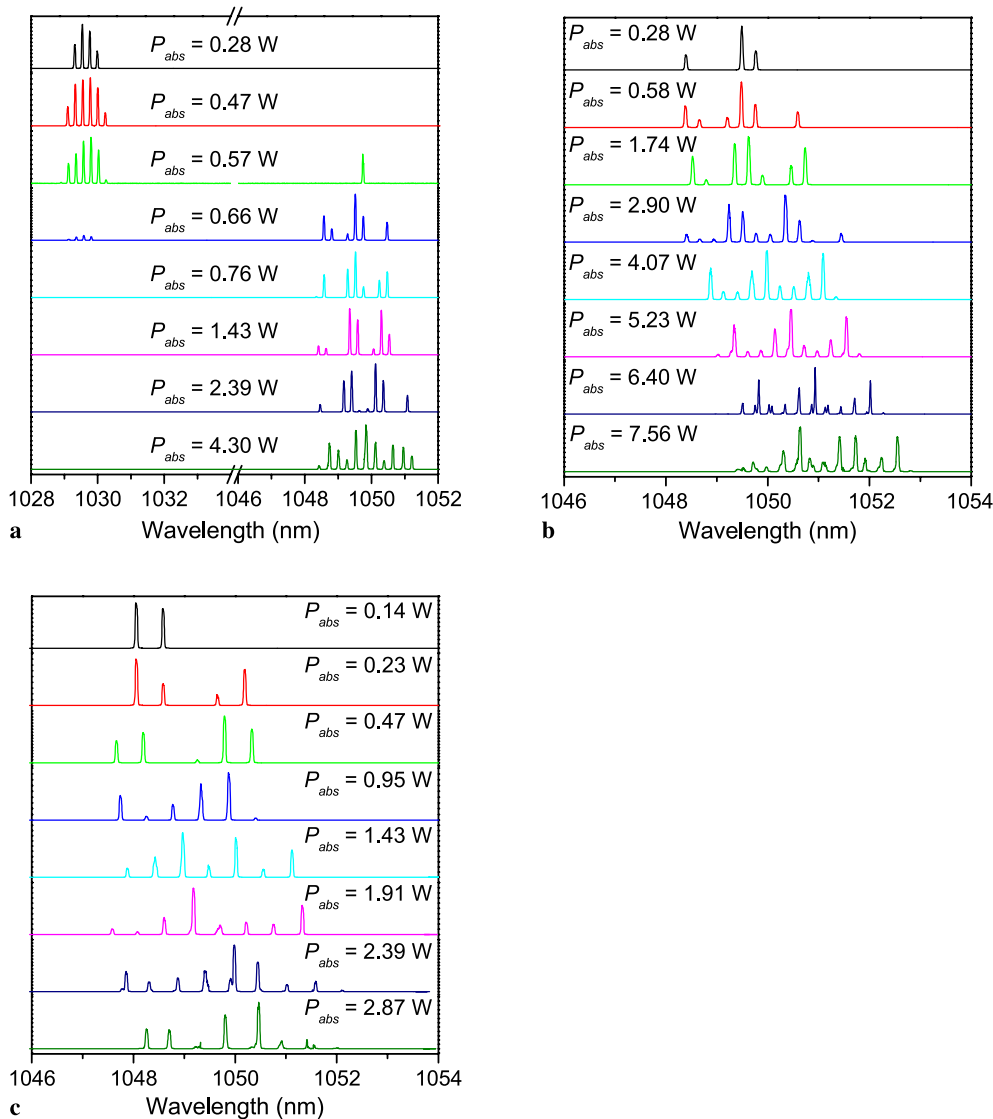 P_abs = 0.28 W
P_abs = 0.47 W
P_abs = 0.57 W
P_abs = 0.66 W
P_abs = 0.76 W
P_abs = 1.43 W
P_abs = 2.39 W
P_abs = 4.30 W
1028 1030 1032 1048 1050 1052
Wavelength (nm)
a
P_abs = 0.28 W
P_abs = 0.58 W
P_abs = 1.74 W
P_abs = 2.90 W
P_abs = 4.07 W
P_abs = 5.23 W
P_abs = 6.40 W
P_abs = 7.56 W
1046 1048 1050 1052 1054
Wavelength (nm)
b
P_abs = 0.14 W
P_abs = 0.23 W
P_abs = 0.47 W
P_abs = 0.95 W
P_abs = 1.43 W
P_abs = 1.91 W
P_abs = 2.39 W
P_abs = 2.87 W
1046 1048 1050 1052 1054
Wavelength (nm)
c